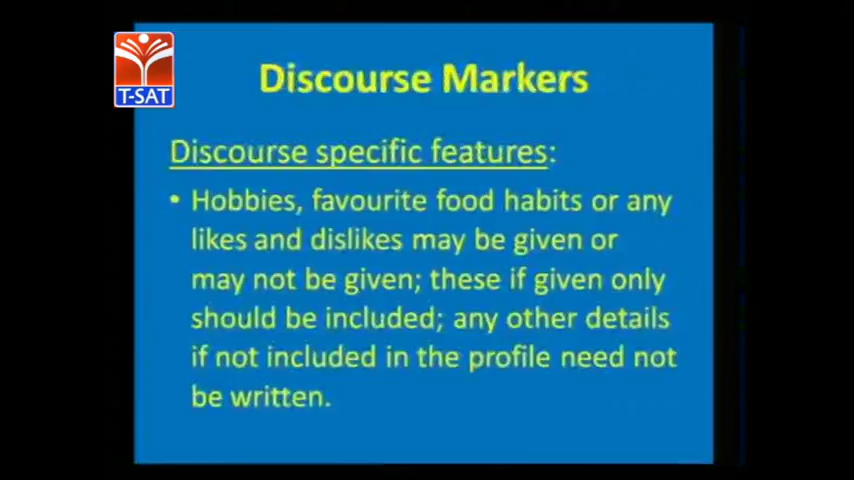 T-SAT
Discourse Markers
Discourse specific features:
• Hobbies, favourite food habits or any
likes and dislikes may be given or
may not be given; these if given only
should be included; any other details
if not included in the profile need not
be written.